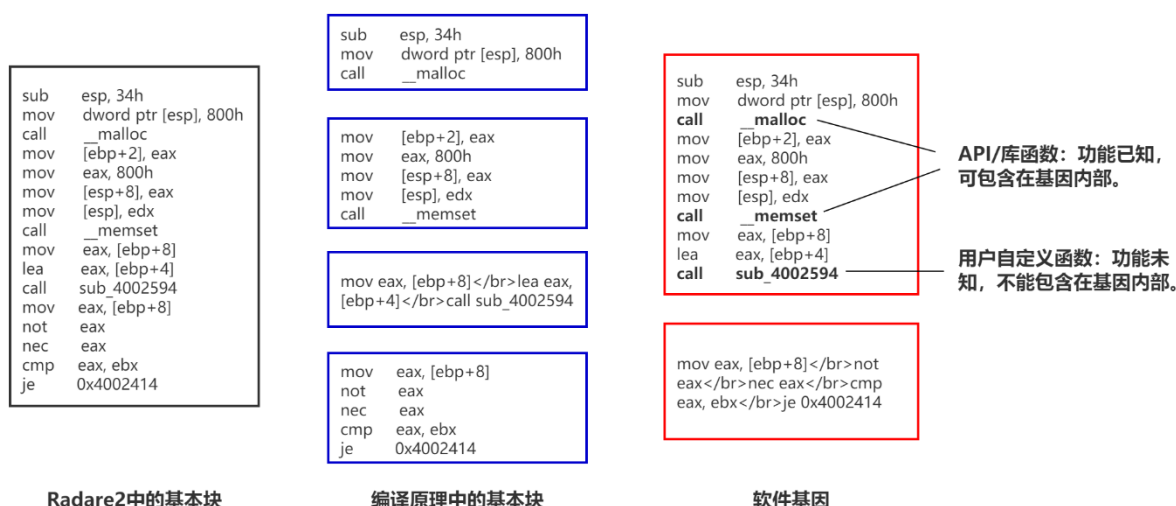 sub esp, 34h
mov dword ptr [esp], 800h
call __malloc
mov [ebp+2], eax
mov eax, 800h
mov [esp+8], eax
mov [esp], edx
call __memset
mov eax, [ebp+8]
lea eax, [ebp+4]
call sub_4002594
mov eax, [ebp+8]
not eax
nec eax
cmp eax, ebx
je 0x4002414
Radare2中的基本块
sub esp, 34h
mov dword ptr [esp], 800h
call __malloc
mov [ebp+2], eax
mov eax, 800h
mov [esp+8], eax
mov [esp], edx
call __memset
mov eax, [ebp+8]</br>lea eax,
[ebp+4]</br>call sub_4002594
mov eax, [ebp+8]
not eax
nec eax
cmp eax, ebx
je 0x4002414
编译原理中的基本块
sub esp, 34h
mov dword ptr [esp], 800h
call __malloc
mov [ebp+2], eax
mov eax, 800h
mov [esp+8], eax
mov [esp], edx
call __memset
mov eax, [ebp+8]
lea eax, [ebp+4]
call sub_4002594
mov eax, [ebp+8]</br>not
eax</br>nec eax</br>cmp
eax, ebx</br>je 0x4002414
软件基因
API/库函数：功能已知，
可包含在基因内部。
用户自定义函数：功能未
知，不能包含在基因内部。